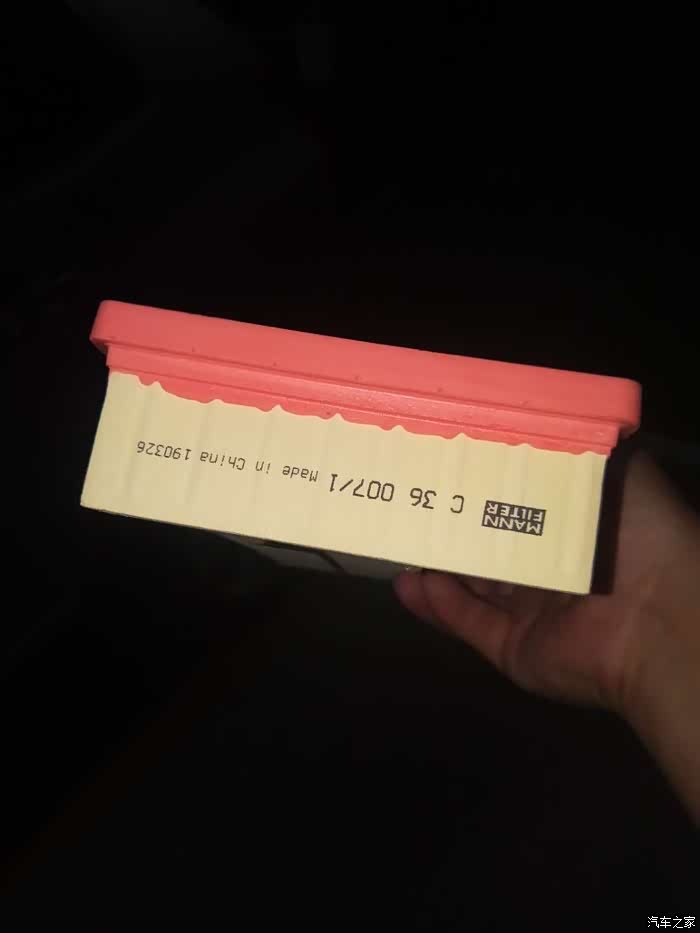 MANN
FILTER
C 36 007/1 Made in China 190326
汽车之家